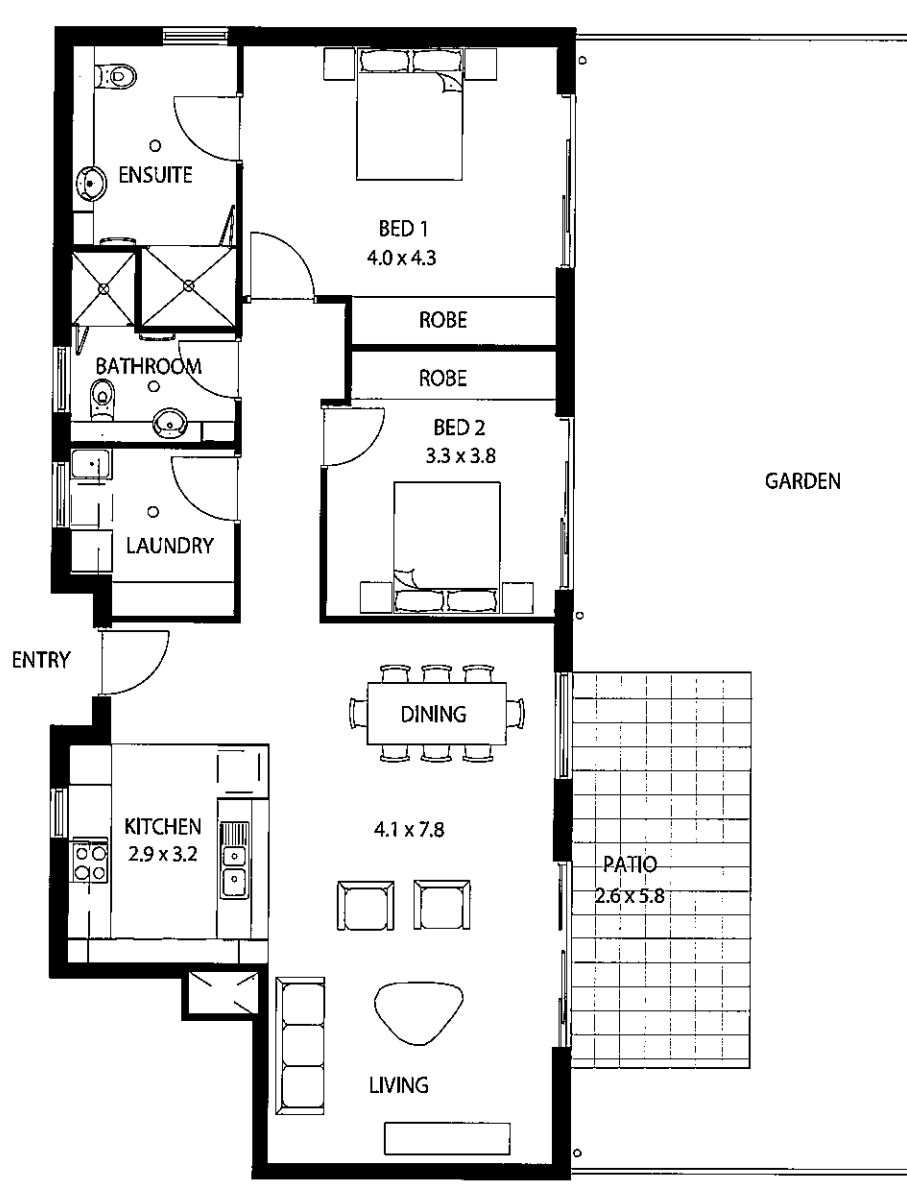 ENSUITE
BED 1
4.0 x 4.3
ROBE
BATHROOM
ROBE
BED 2
3.3 x 3.8
GARDEN
LAUNDRY
ENTRY
DINING
KITCHEN
2.9 x 3.2
4.1 x 7.8
PATIO
2.6 x 5.8
LIVING